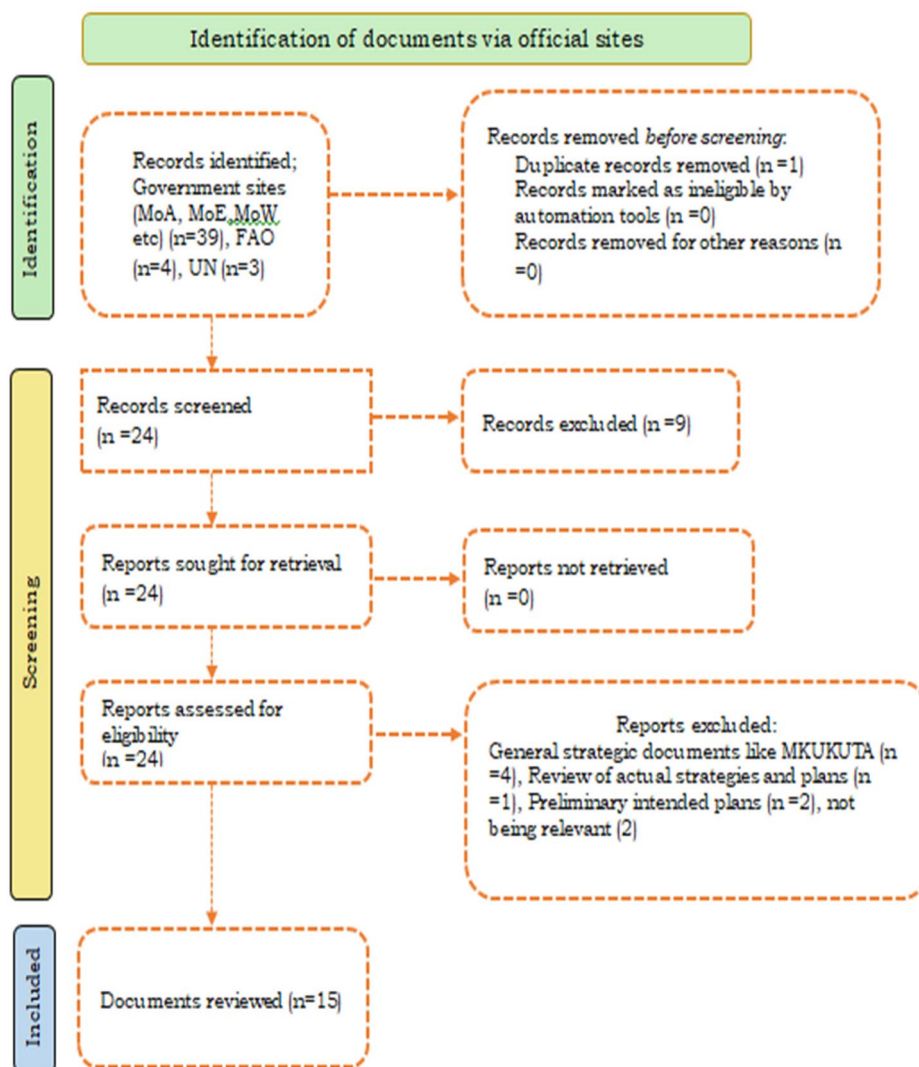 Identification of documents via official sites
Identification
Records identified;
Government sites
(MoA, MoE,MoW
etc) (n=39), FAO
(n=4), UN (n=3)
Records removed before screening:
Duplicate records removed (n =1)
Records marked as ineligible by
automation tools (n =0)
Records removed for other reasons (n
=0)
Screening
Records screened
(n =24)
Records excluded (n =9)
Reports sought for retrieval
(n =24)
Reports not retrieved
(n =0)
Reports assessed for
eligibility
(n =24)
Reports excluded:
General strategic documents like MKUKUTA (n
=4), Review of actual strategies and plans (n
=1), Preliminary intended plans (n =2), not
being relevant (2)
Included
Documents reviewed (n=15)